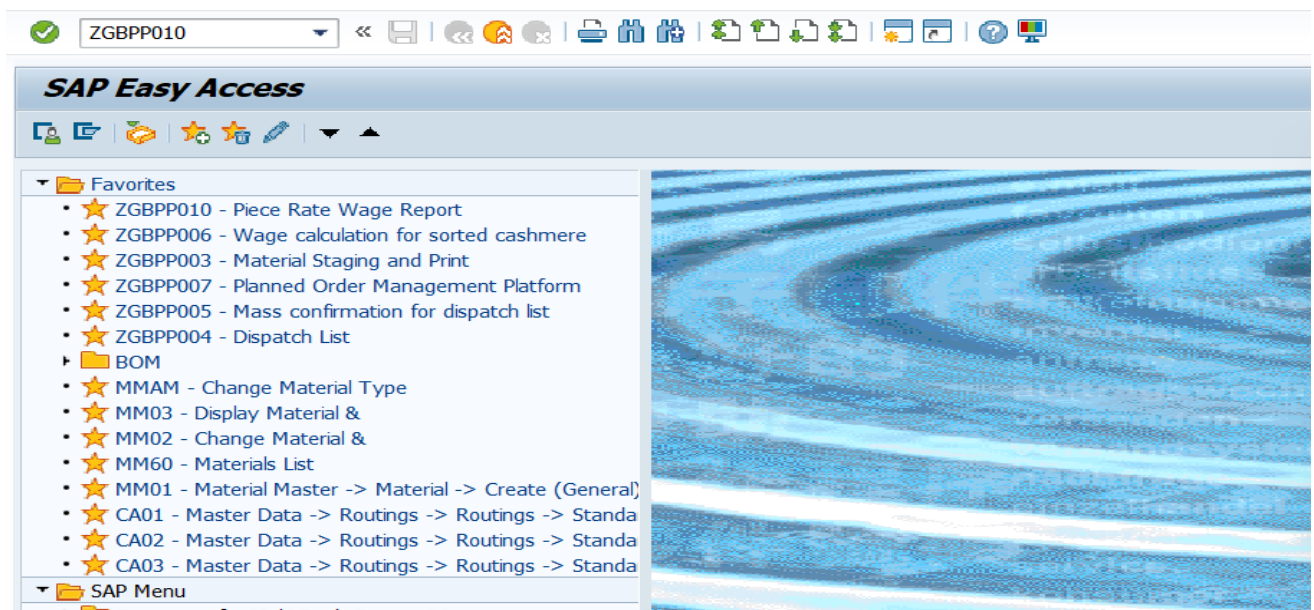 ZGBPP010
SAP Easy Access
Favorites
ZGBPP010 - Piece Rate Wage Report
ZGBPP006 - Wage calculation for sorted cashmere
ZGBPP003 - Material Staging and Print
ZGBPP007 - Planned Order Management Platform
ZGBPP005 - Mass confirmation for dispatch list
ZGBPP004 - Dispatch List
BOM
MMAM - Change Material Type
MM03 - Display Material &
MM02 - Change Material &
MM60 - Materials List
MM01 - Material Master -> Material -> Create (General)
CA01 - Master Data -> Routings -> Routings -> Standa
CA02 - Master Data -> Routings -> Routings -> Standa
CA03 - Master Data -> Routings -> Routings -> Standa
SAP Menu